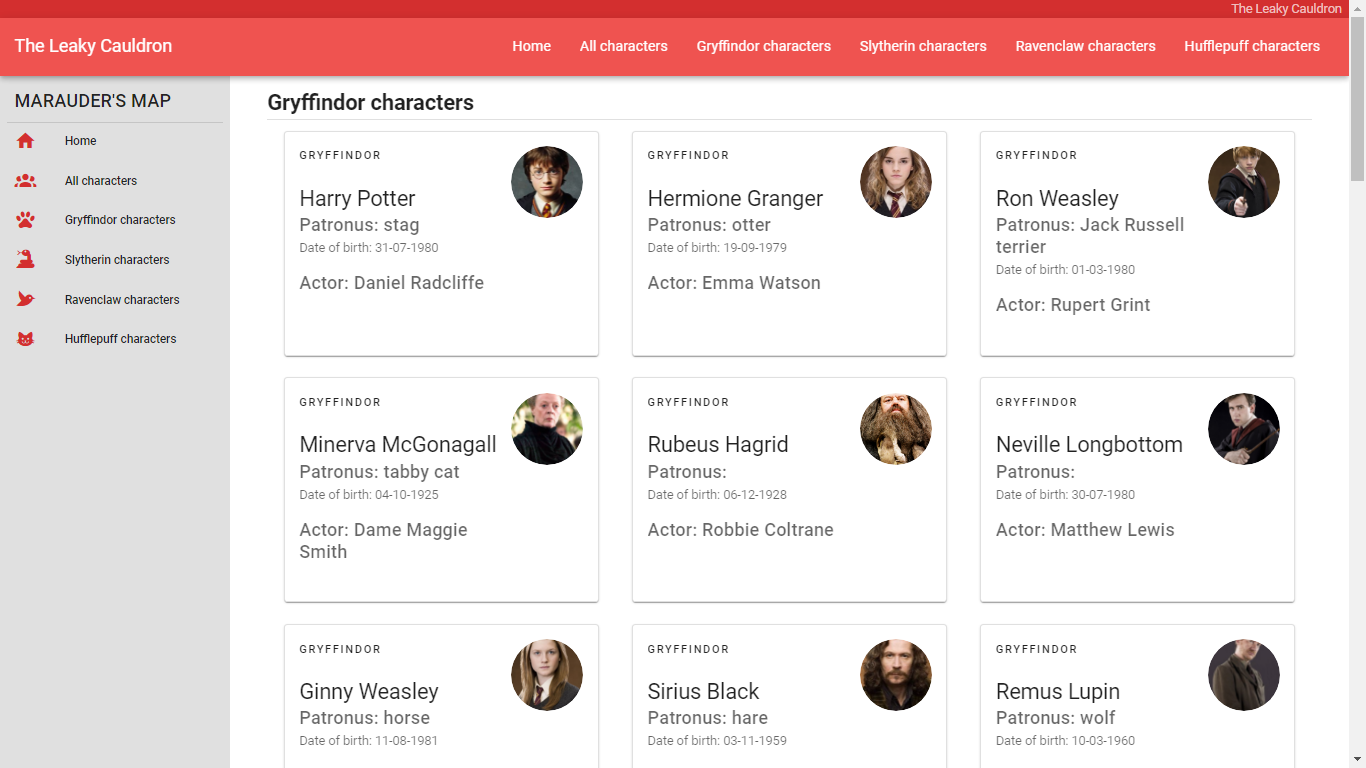 The Leaky Cauldron
The Leaky Cauldron
Home All characters Gryffindor characters Slytherin characters Ravenclaw characters Hufflepuff characters
MARAUDER'S MAP
Home
All characters
Gryffindor characters
Slytherin characters
Ravenclaw characters
Hufflepuff characters
Gryffindor characters
GRYFFINDOR
Harry Potter
Patronus: stag
Date of birth: 31-07-1980
Actor: Daniel Radcliffe
GRYFFINDOR
Hermione Granger
Patronus: otter
Date of birth: 19-09-1979
Actor: Emma Watson
GRYFFINDOR
Ron Weasley
Patronus: Jack Russell
terrier
Date of birth: 01-03-1980
Actor: Rupert Grint
GRYFFINDOR
Minerva McGonagall
Patronus: tabby cat
Date of birth: 04-10-1925
Actor: Dame Maggie
Smith
GRYFFINDOR
Rubeus Hagrid
Patronus:
Date of birth: 06-12-1928
Actor: Robbie Coltrane
GRYFFINDOR
Neville Longbottom
Patronus:
Date of birth: 30-07-1980
Actor: Matthew Lewis
GRYFFINDOR
Ginny Weasley
Patronus: horse
Date of birth: 11-08-1981
GRYFFINDOR
Sirius Black
Patronus: hare
Date of birth: 03-11-1959
GRYFFINDOR
Remus Lupin
Patronus: wolf
Date of birth: 10-03-1960